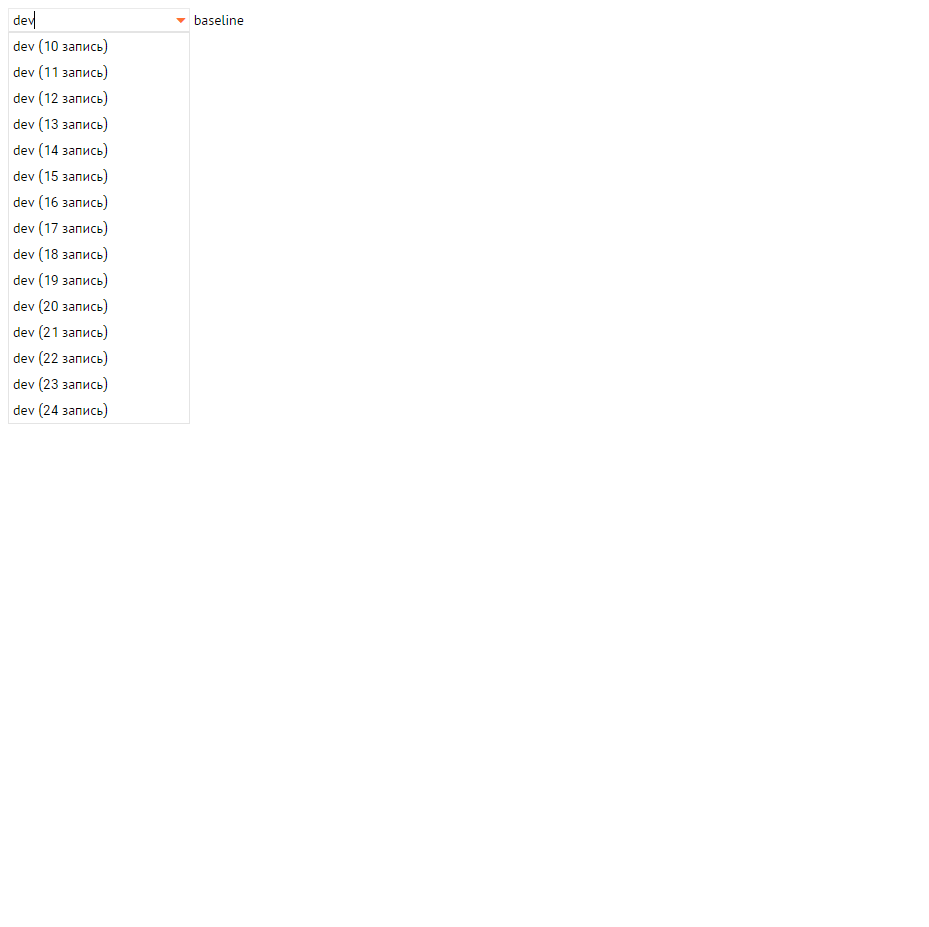 dev baseline
dev (10 запись)
dev (11 запись)
dev (12 запись)
dev (13 запись)
dev (14 запись)
dev (15 запись)
dev (16 запись)
dev (17 запись)
dev (18 запись)
dev (19 запись)
dev (20 запись)
dev (21 запись)
dev (22 запись)
dev (23 запись)
dev (24 запись)